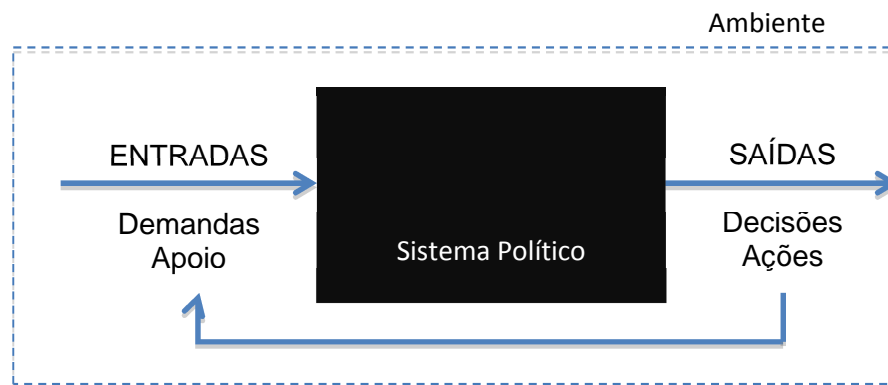 Ambiente
ENTRADAS
Demandas
Apoio
Sistema Político
SAÍDAS
Decisões
Ações